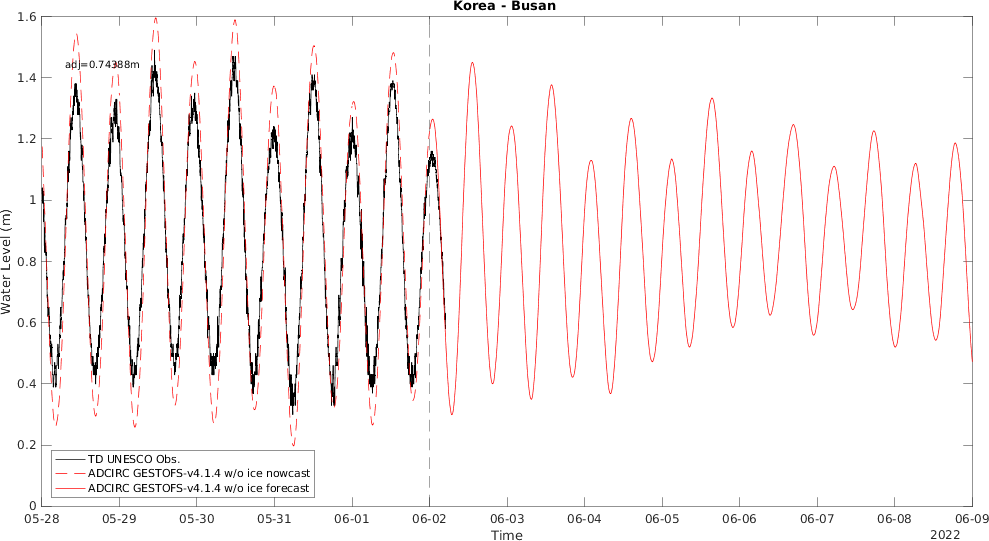 Korea - Busan
adj=0.74388m
Water Level (m)
1.6
1.4
1.2
1
0.8
0.6
0.4
0.2
0
TD UNESCO Obs.
ADCIRC GESTOFS-v4.1.4 w/o ice nowcast
ADCIRC GESTOFS-v4.1.4 w/o ice forecast
05-28 05-29 05-30 05-31 06-01 06-02 06-03 06-04 06-05 06-06 06-07 06-08 06-09
Time
2022